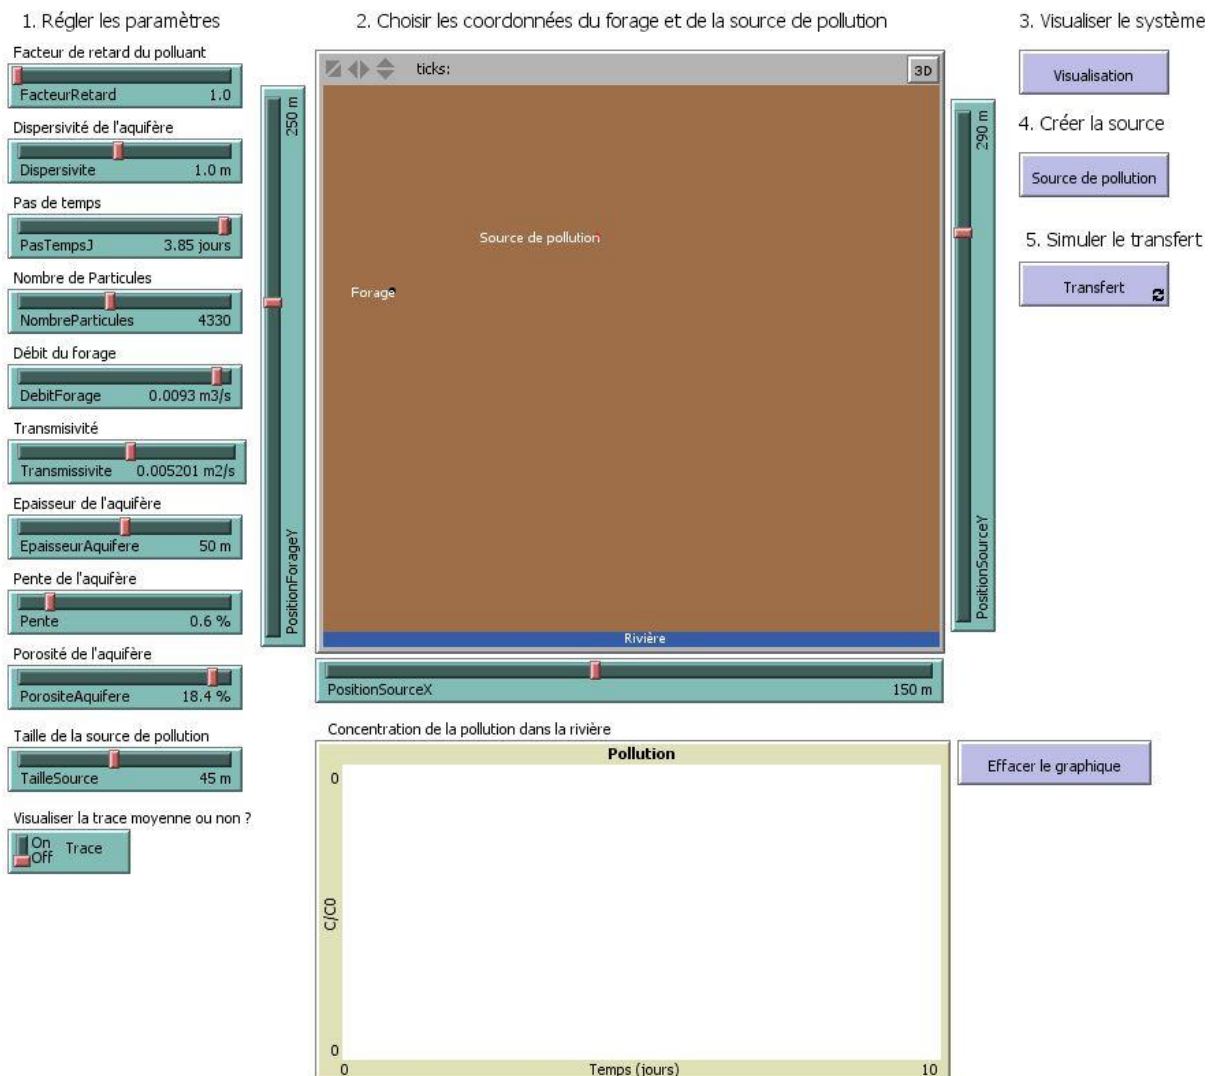 1. Régler les paramètres
2. Choisir les coordonnées du forage et de la source de pollution
3. Visualiser le système
Facteur de retard du polluant
FacteurRetard 1.0
Dispersivité de l'aquifère
Dispersivite 1.0 m
Pas de temps
PasTempsJ 3.85 jours
Nombre de Particules
NombreParticules 4330
Débit du forage
DebitForage 0.0093 m3/s
Transmisivité
Transmissivite 0.005201 m2/s
Epaisseur de l'aquifère
EpaisseurAquifere 50 m
Pente de l'aquifère
Pente 0.6 %
Porosité de l'aquifère
PorositeAquifere 18.4 %
Taille de la source de pollution
TailleSource 45 m
Visualiser la trace moyenne ou non ?
On
Off
Trace
PositionForageY 250 m
ticks:
3D
Source de pollution
Forage
Rivière
PositionSourceY 290 m
PositionSourceX 150 m
Visualisation
4. Créer la source
Source de pollution
5. Simuler le transfert
Transfert
Concentration de la pollution dans la rivière
Pollution
0
C/C0
0
0
Temps (jours)
10
Effacer le graphique